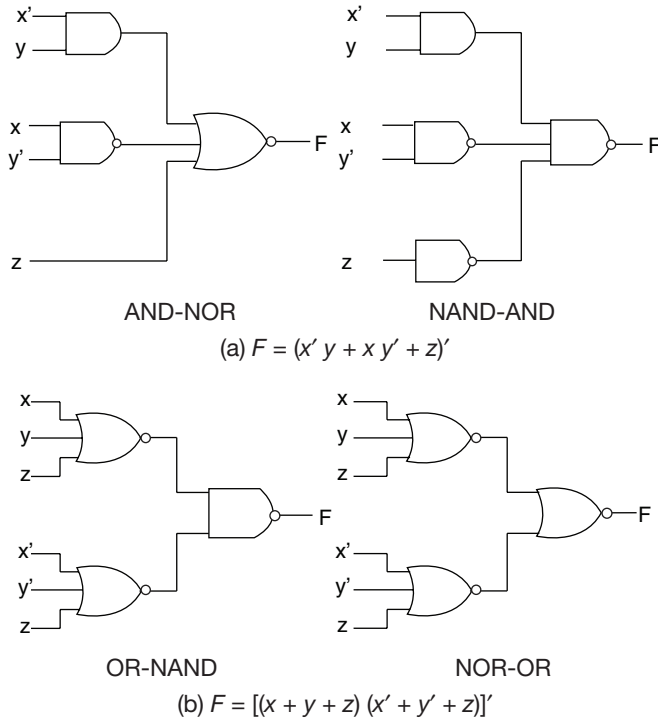 x' x'
y y
x F x F
y' y'
z z
AND-NOR NAND-AND
(a) F = (x′ y + x y′ + z)′
x x
y y
z z
F F
x' x'
y' y'
z z
OR-NAND NOR-OR
(b) F = [(x + y + z) (x′ + y′ + z)]′